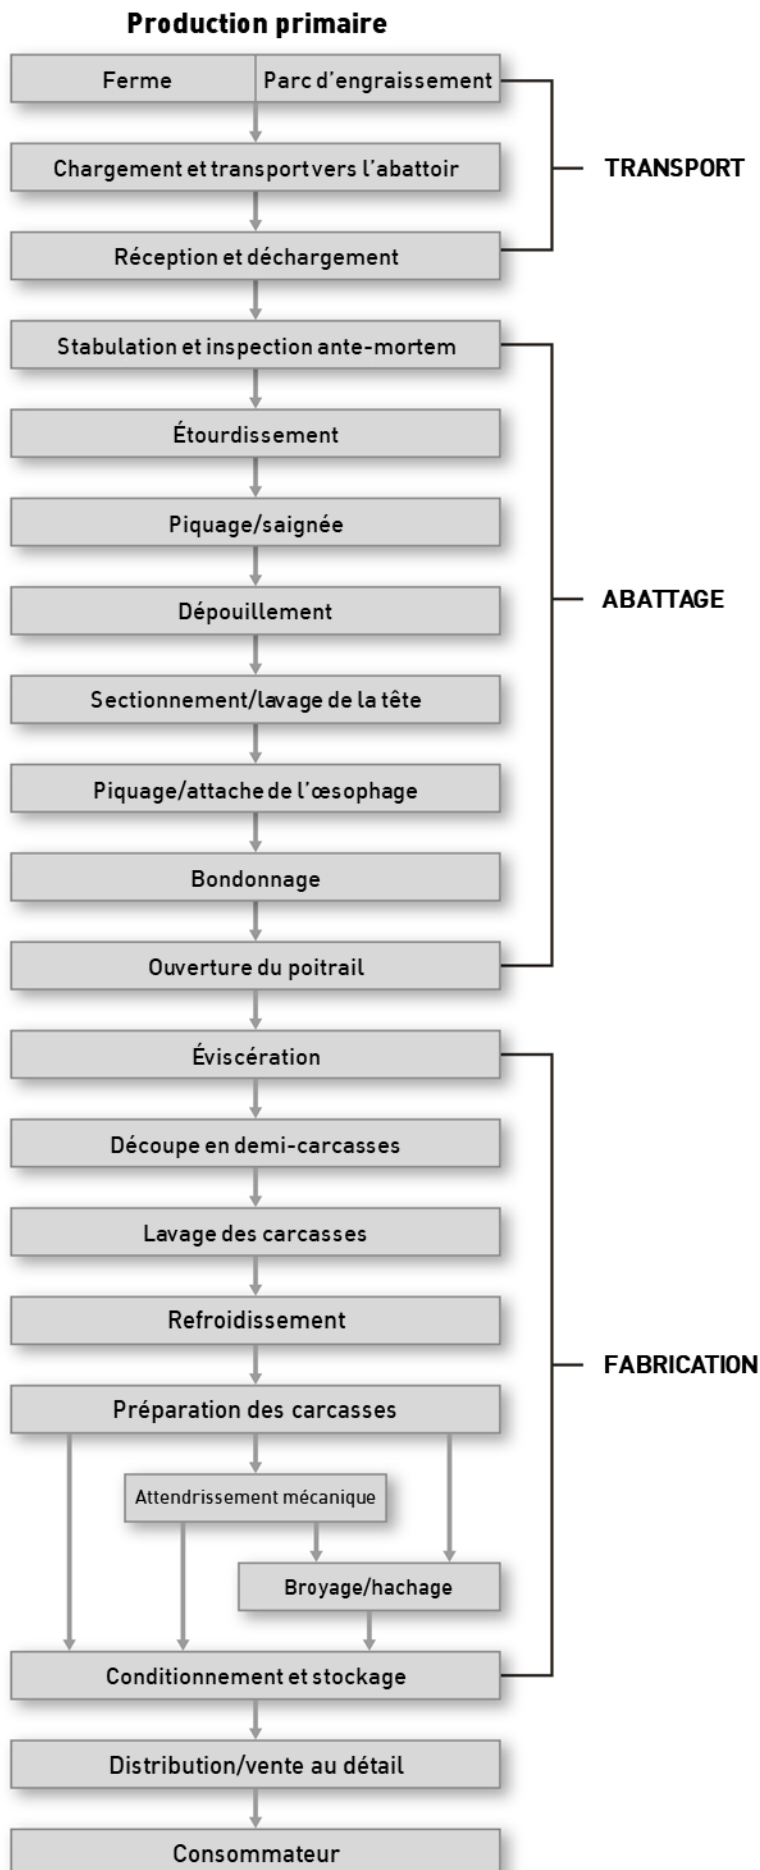 Production primaire
Ferme
Parc d'engraissement
Chargement et transport vers l'abattoir
TRANSPORT
Réception et déchargement
Stabulation et inspection ante-mortem
Étourdissement
Piquage/saignée
Dépouillement
ABATTAGE
Sectionnement/lavage de la tête
Piquage/attache de l'œsophage
Bondonnage
Ouverture du poitrail
Éviscération
Découpe en demi-carcasses
Lavage des carcasses
Refroidissement
FABRICATION
Préparation des carcasses
Attendrissement mécanique
Broyage/hachage
Conditionnement et stockage
Distribution/vente au détail
Consommateur